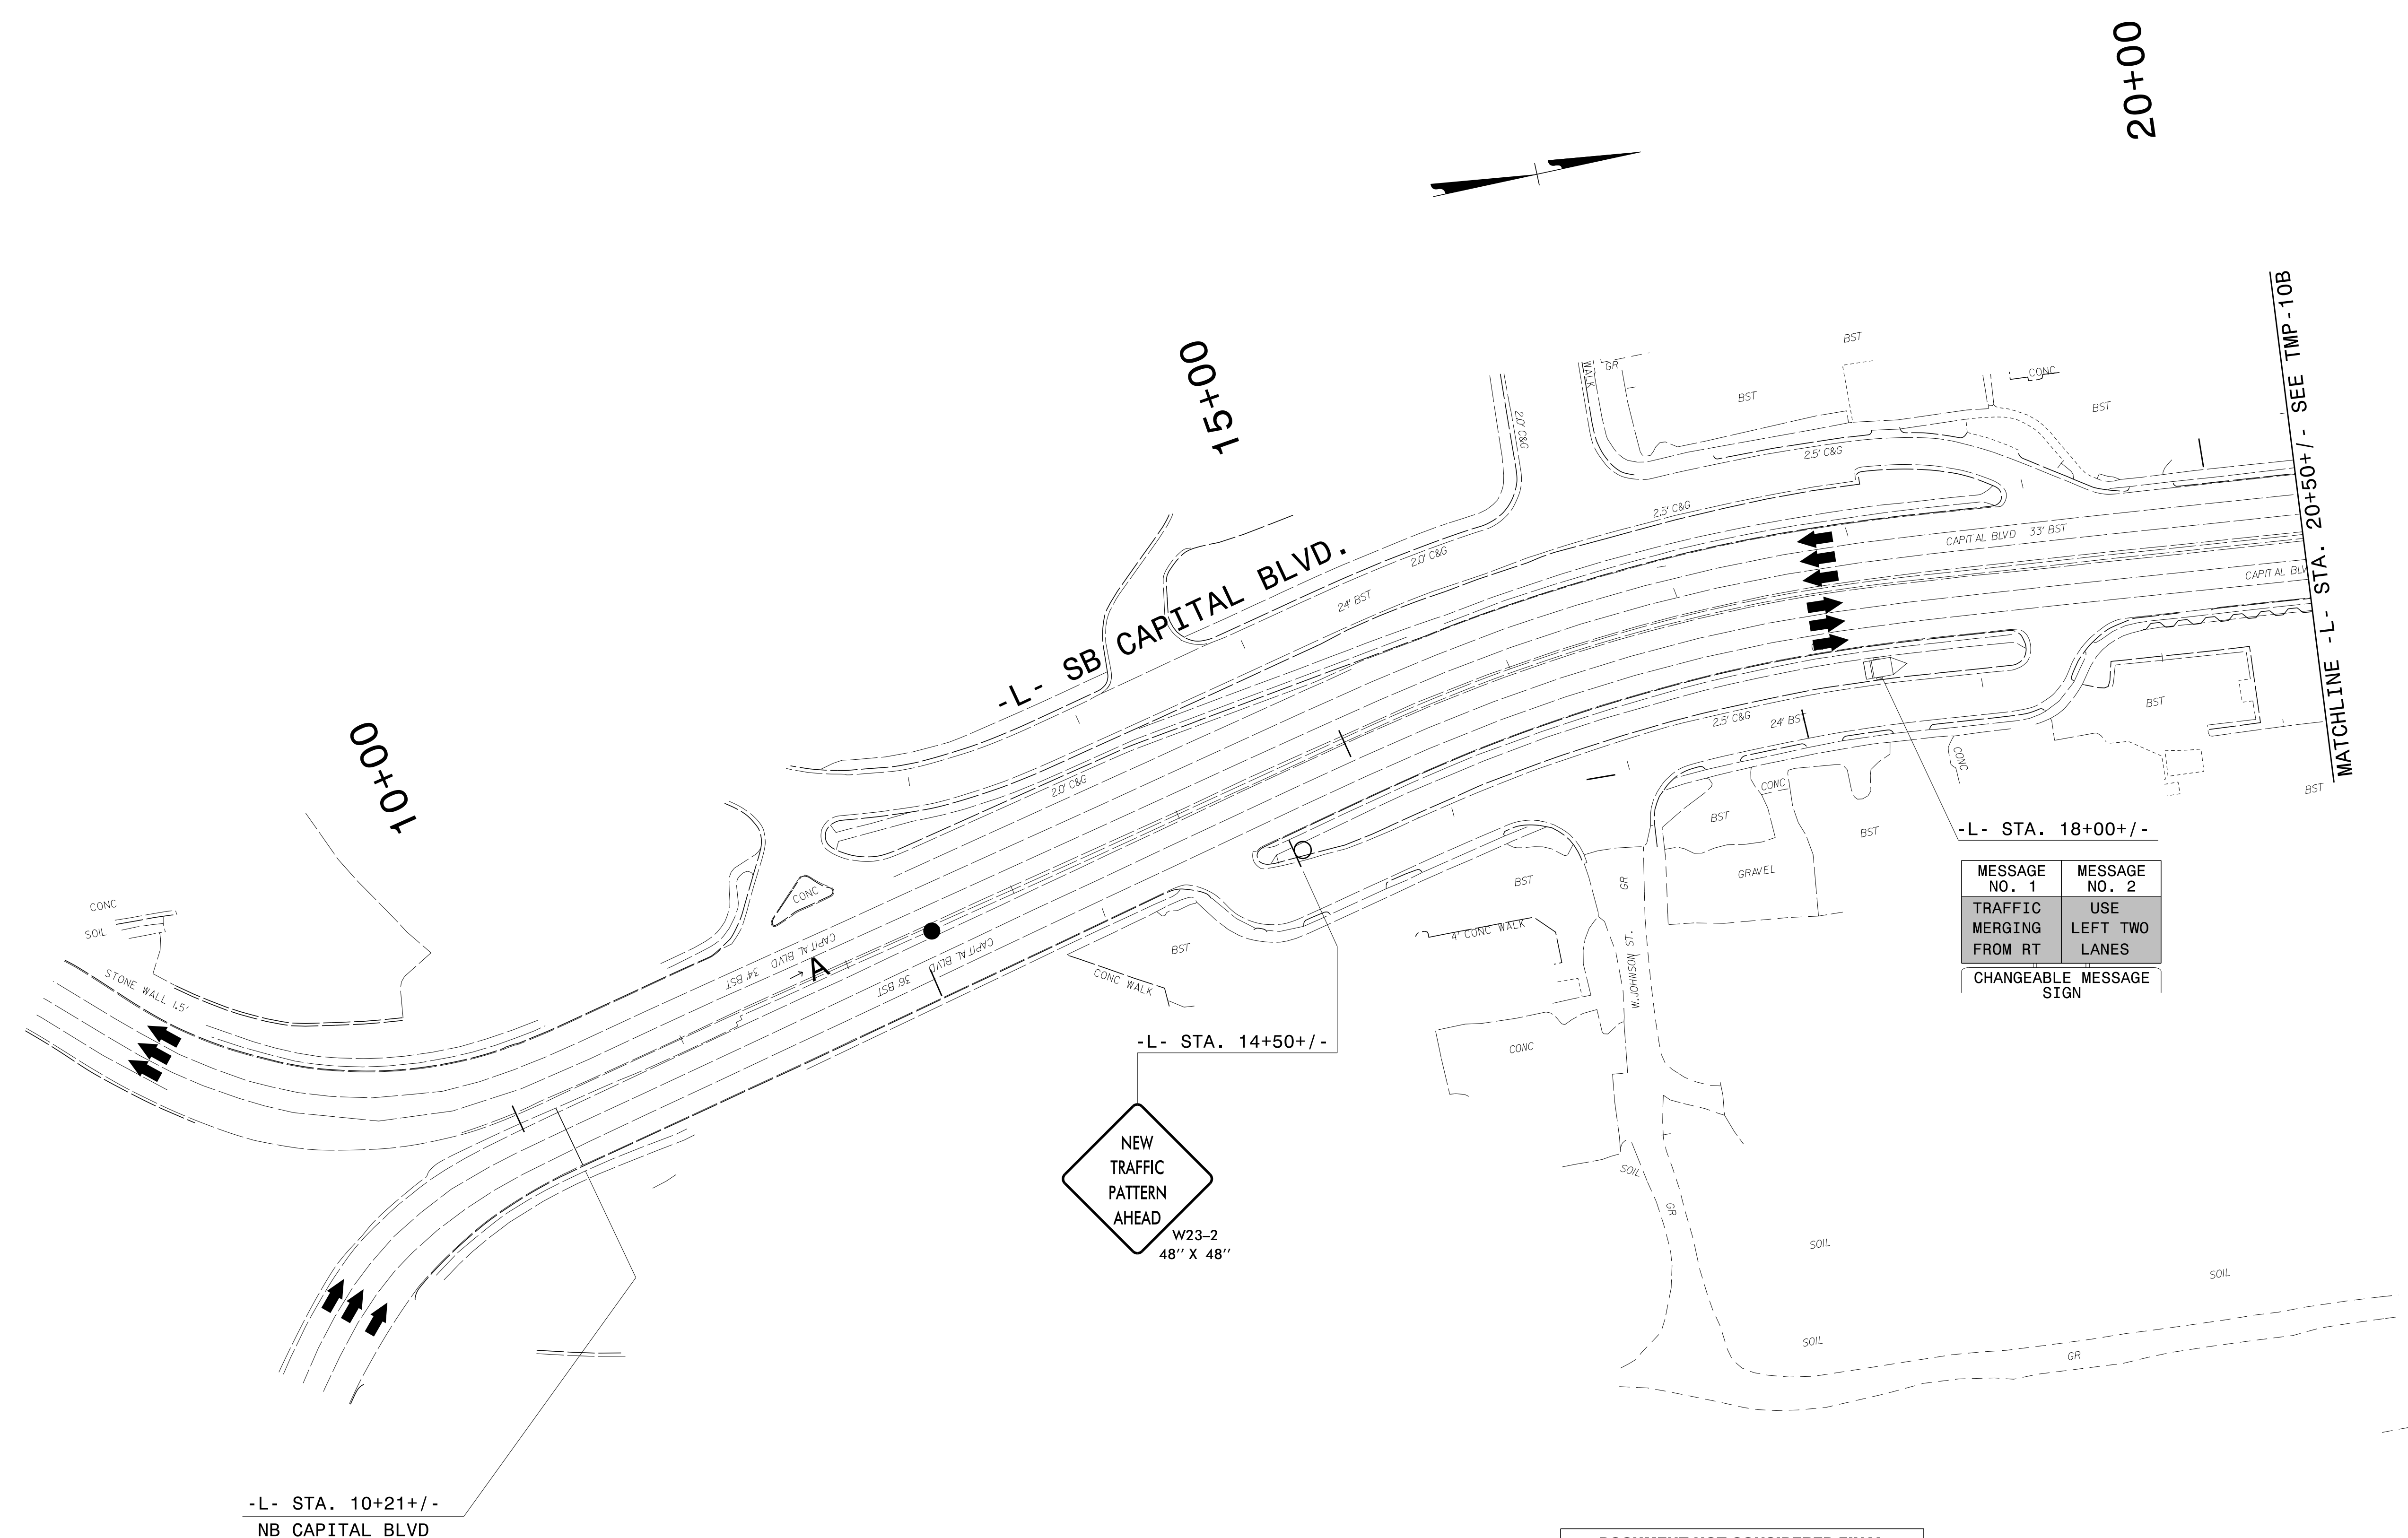 20+00
15+00
10+00
-L- SB CAPITAL BLVD.
MATCHLINE -L- STA. 20+50+/- SEE TMP-10B
BST
CONC
BST
BST
GR
WALK
2.0' C&G
2.5' C&G
2.5' C&G
CAPITAL BLVD 33' BST
2.0' C&G
24' BST
CAPITAL BLV
2.0' C&G
2.5' C&G
24' BST
BST
BST
CONC
CONC
BST
BST
GRAVEL
GR
BST
4' CONC WALK
W.JOHNSON ST.
BST
CONC WALK
CONC
CONC
CAPITAL BLVD 34' BST
A
CAPITAL BLVD
36' BST
CONC
SOIL
STONE WALL 1.5'
-L- STA. 18+00+/-
MESSAGE NO. 1
MESSAGE NO. 2
TRAFFIC MERGING FROM RT
USE LEFT TWO LANES
CHANGEABLE MESSAGE SIGN
-L- STA. 14+50+/-
NEW
TRAFFIC
PATTERN
AHEAD
W23-2
48'' X 48''
SOIL
GR
SOIL
SOIL
SOIL
GR
-L- STA. 10+21+/-
NB CAPITAL BLVD